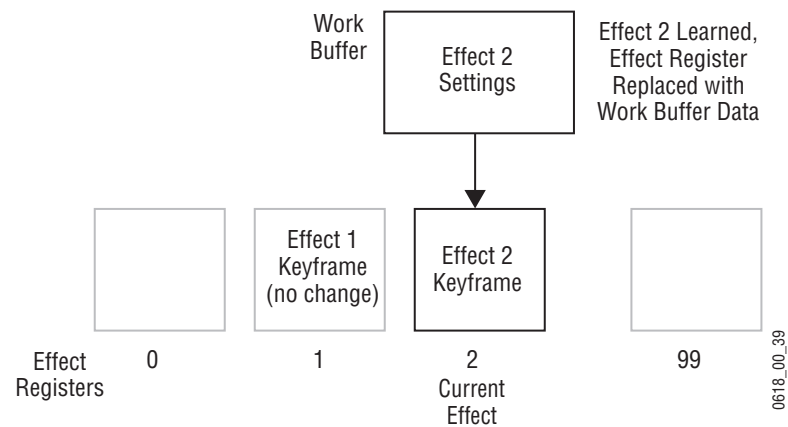 Work
Buffer
Effect 2
Settings
Effect 2 Learned,
Effect Register
Replaced with
Work Buffer Data
Effect 1
Keyframe
(no change)
Effect 2
Keyframe
Effect
Registers
0
1
2
99
Current
Effect
0618_00_39